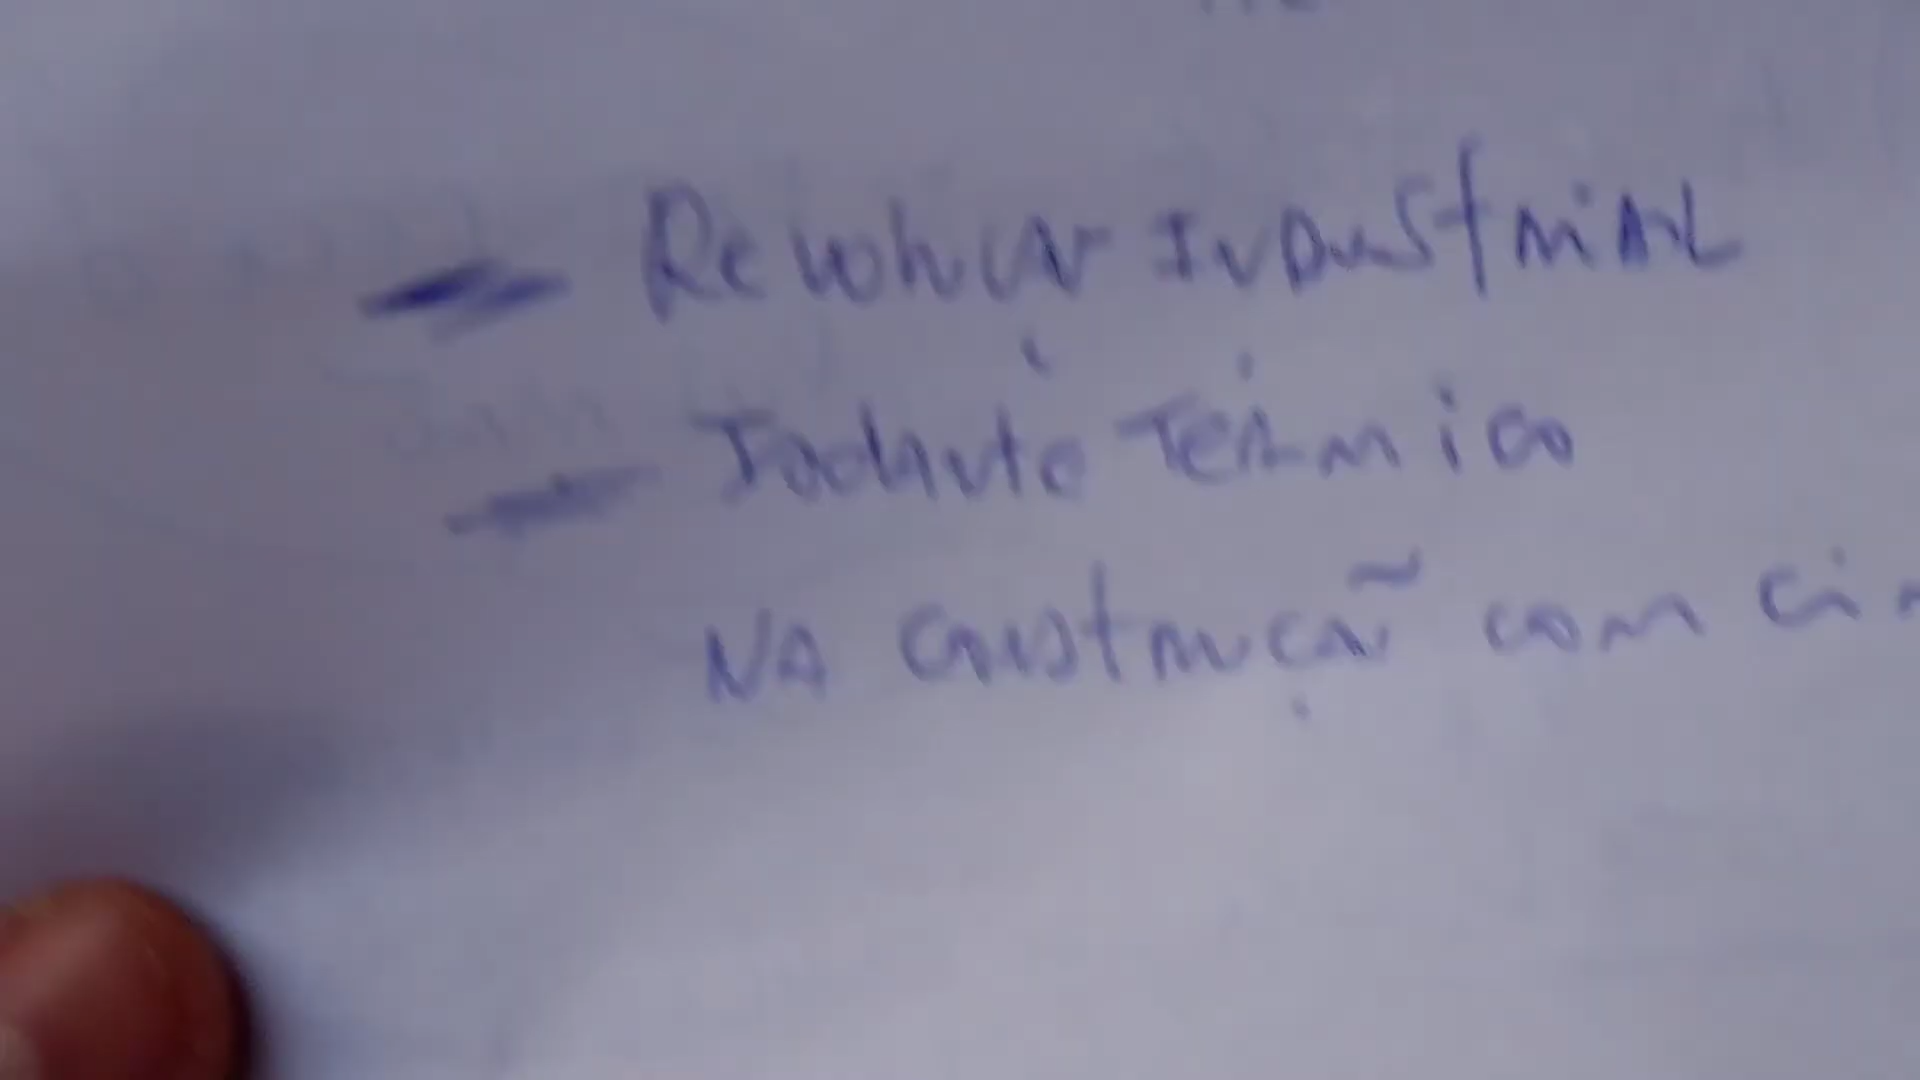 Revolução Industrial
Isolante Térmico
Na construção com